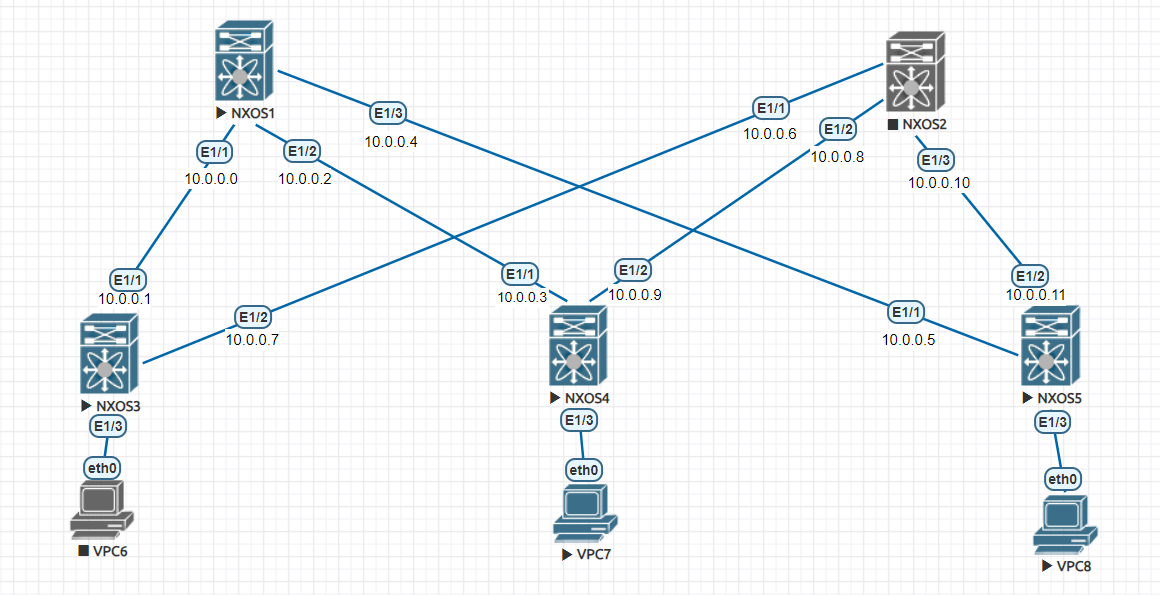 NXOS1
NXOS2
E1/3
10.0.0.4
E1/1
10.0.0.6
E1/2
10.0.0.8
E1/1
10.0.0.0
E1/2
10.0.0.2
E1/3
10.0.0.10
E1/1
10.0.0.1
E1/2
10.0.0.7
E1/1
10.0.0.3
E1/2
10.0.0.9
E1/1
10.0.0.5
E1/2
10.0.0.11
NXOS3
NXOS4
NXOS5
E1/3
E1/3
E1/3
eth0
eth0
eth0
VPC6
VPC7
VPC8